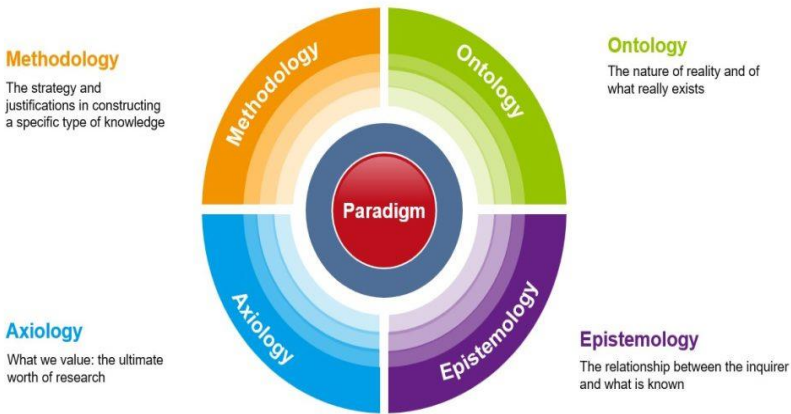 Methodology
The strategy and
justifications in constructing
a specific type of knowledge
Methodology
Ontology
Ontology
The nature of reality and of
what really exists
Paradigm
Axiology
What we value: the ultimate
worth of research
Axiology
Epistemology
Epistemology
The relationship between the inquirer
and what is known